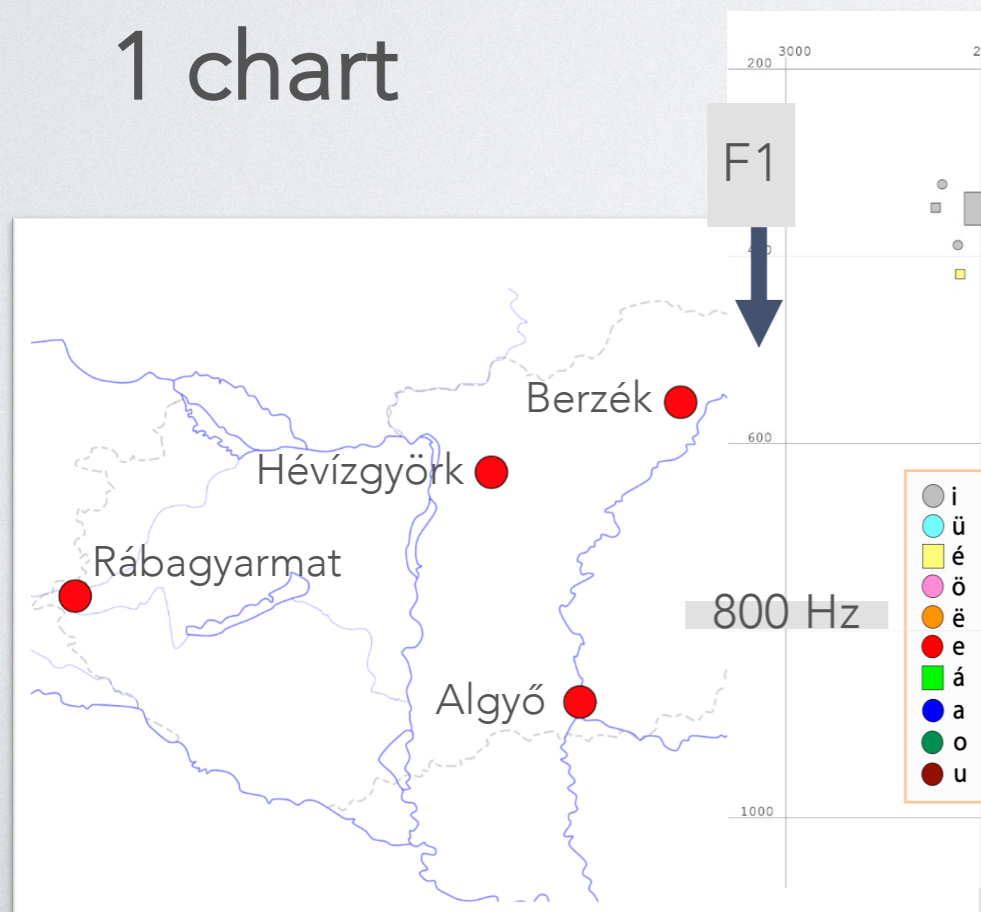 1 chart
3000
200
F1
Berzék
Hévízgyörk
600
Rábagyarmat
800 Hz
Algyő
1000
i
ü
é
ö
ë
e
á
a
o
u